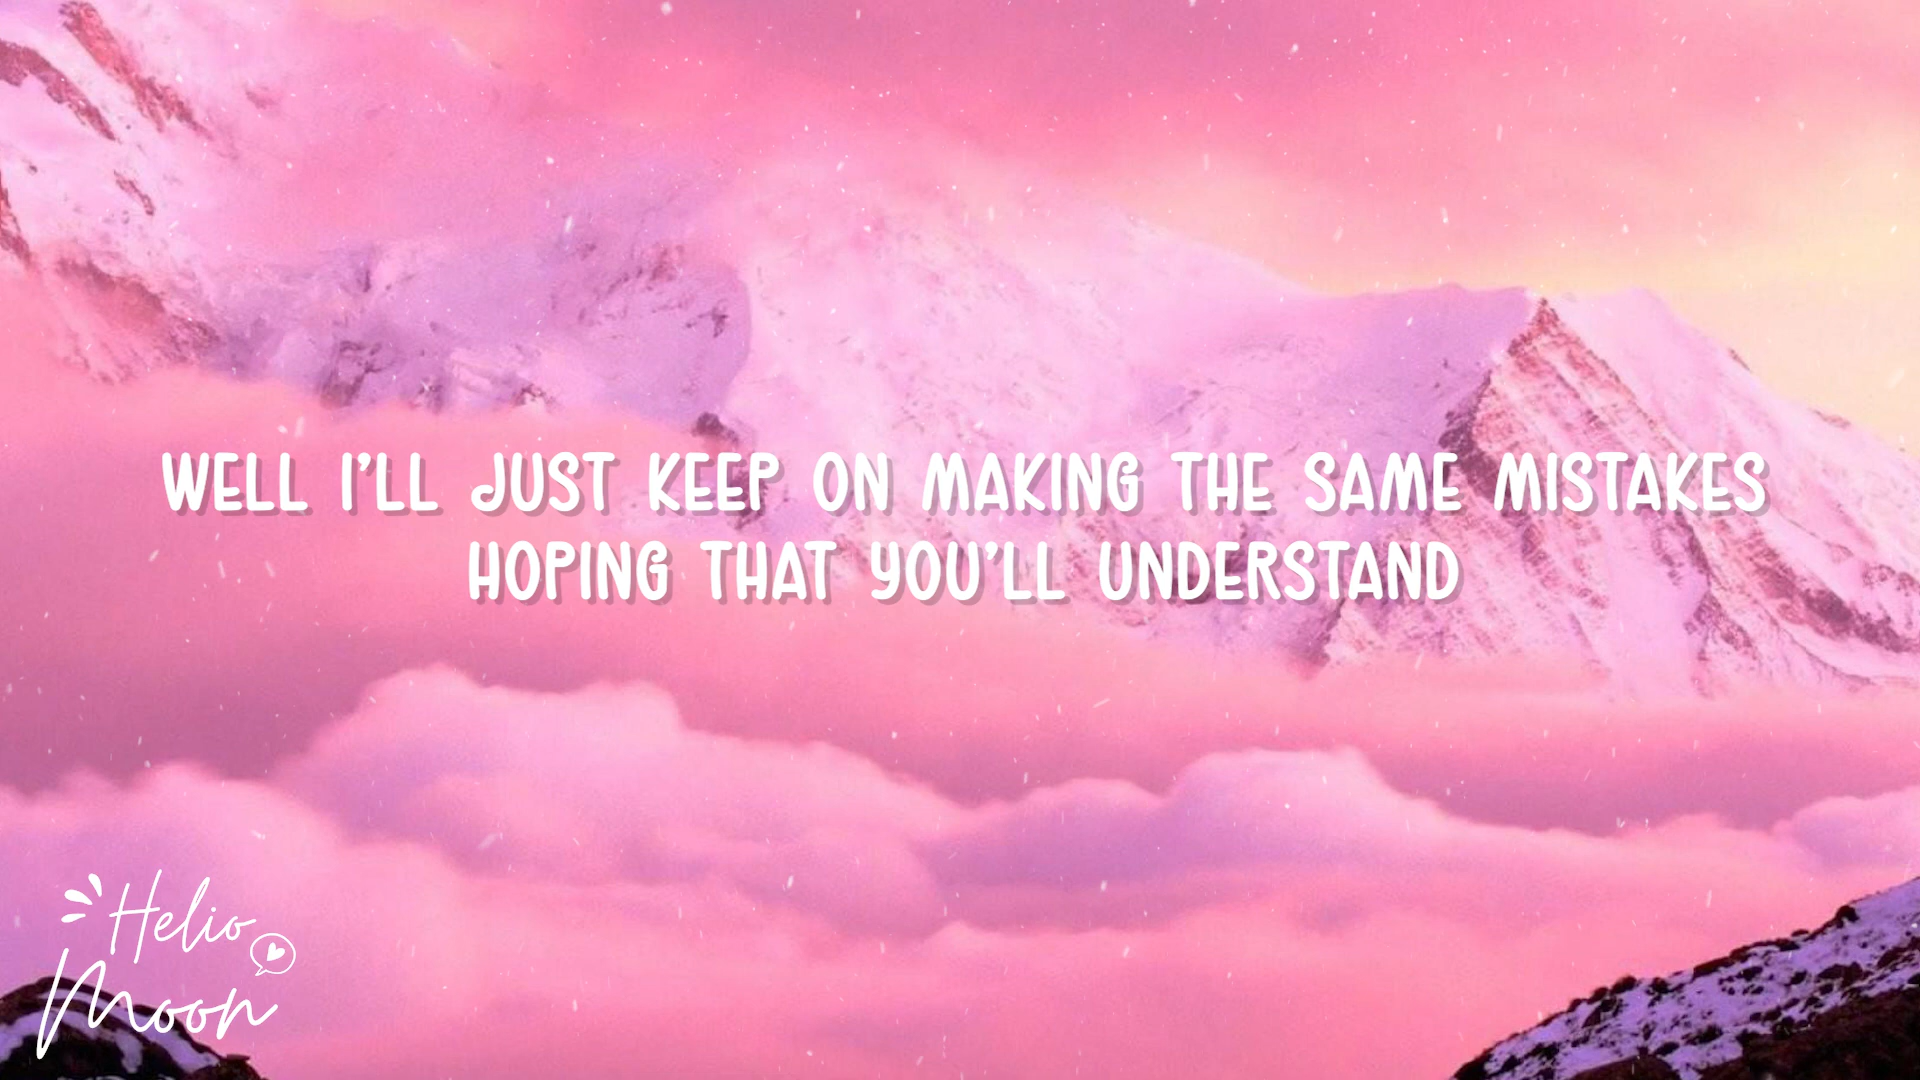 WELL I'LL JUST KEEP ON MAKING THE SAME MISTAKES
HOPING THAT YOU'LL UNDERSTAND
Helio
Moon